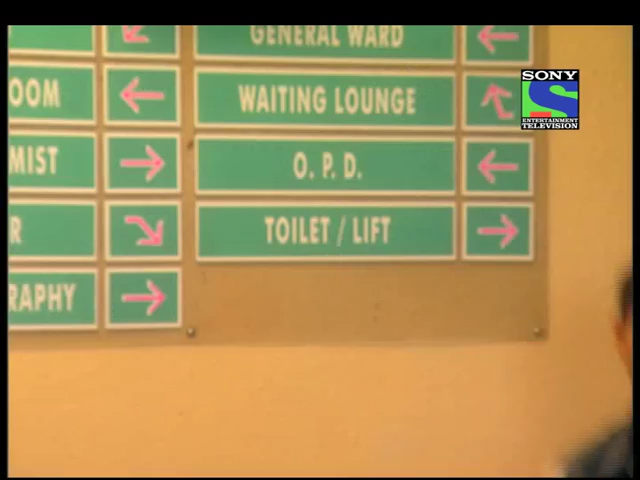 GENERAL WARD
OOM
WAITING LOUNGE
MIST
O. P. D.
R
TOILET / LIFT
RAPHY
SONY
ENTERTAINMENT
TELEVISION